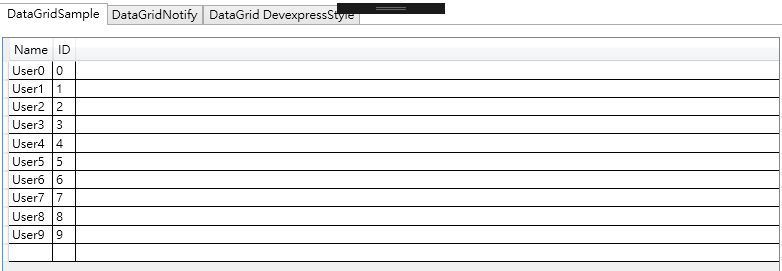 DataGridSample DataGridNotify DataGrid DevexpressStyle
Name ID
User0 0
User1 1
User2 2
User3 3
User4 4
User5 5
User6 6
User7 7
User8 8
User9 9